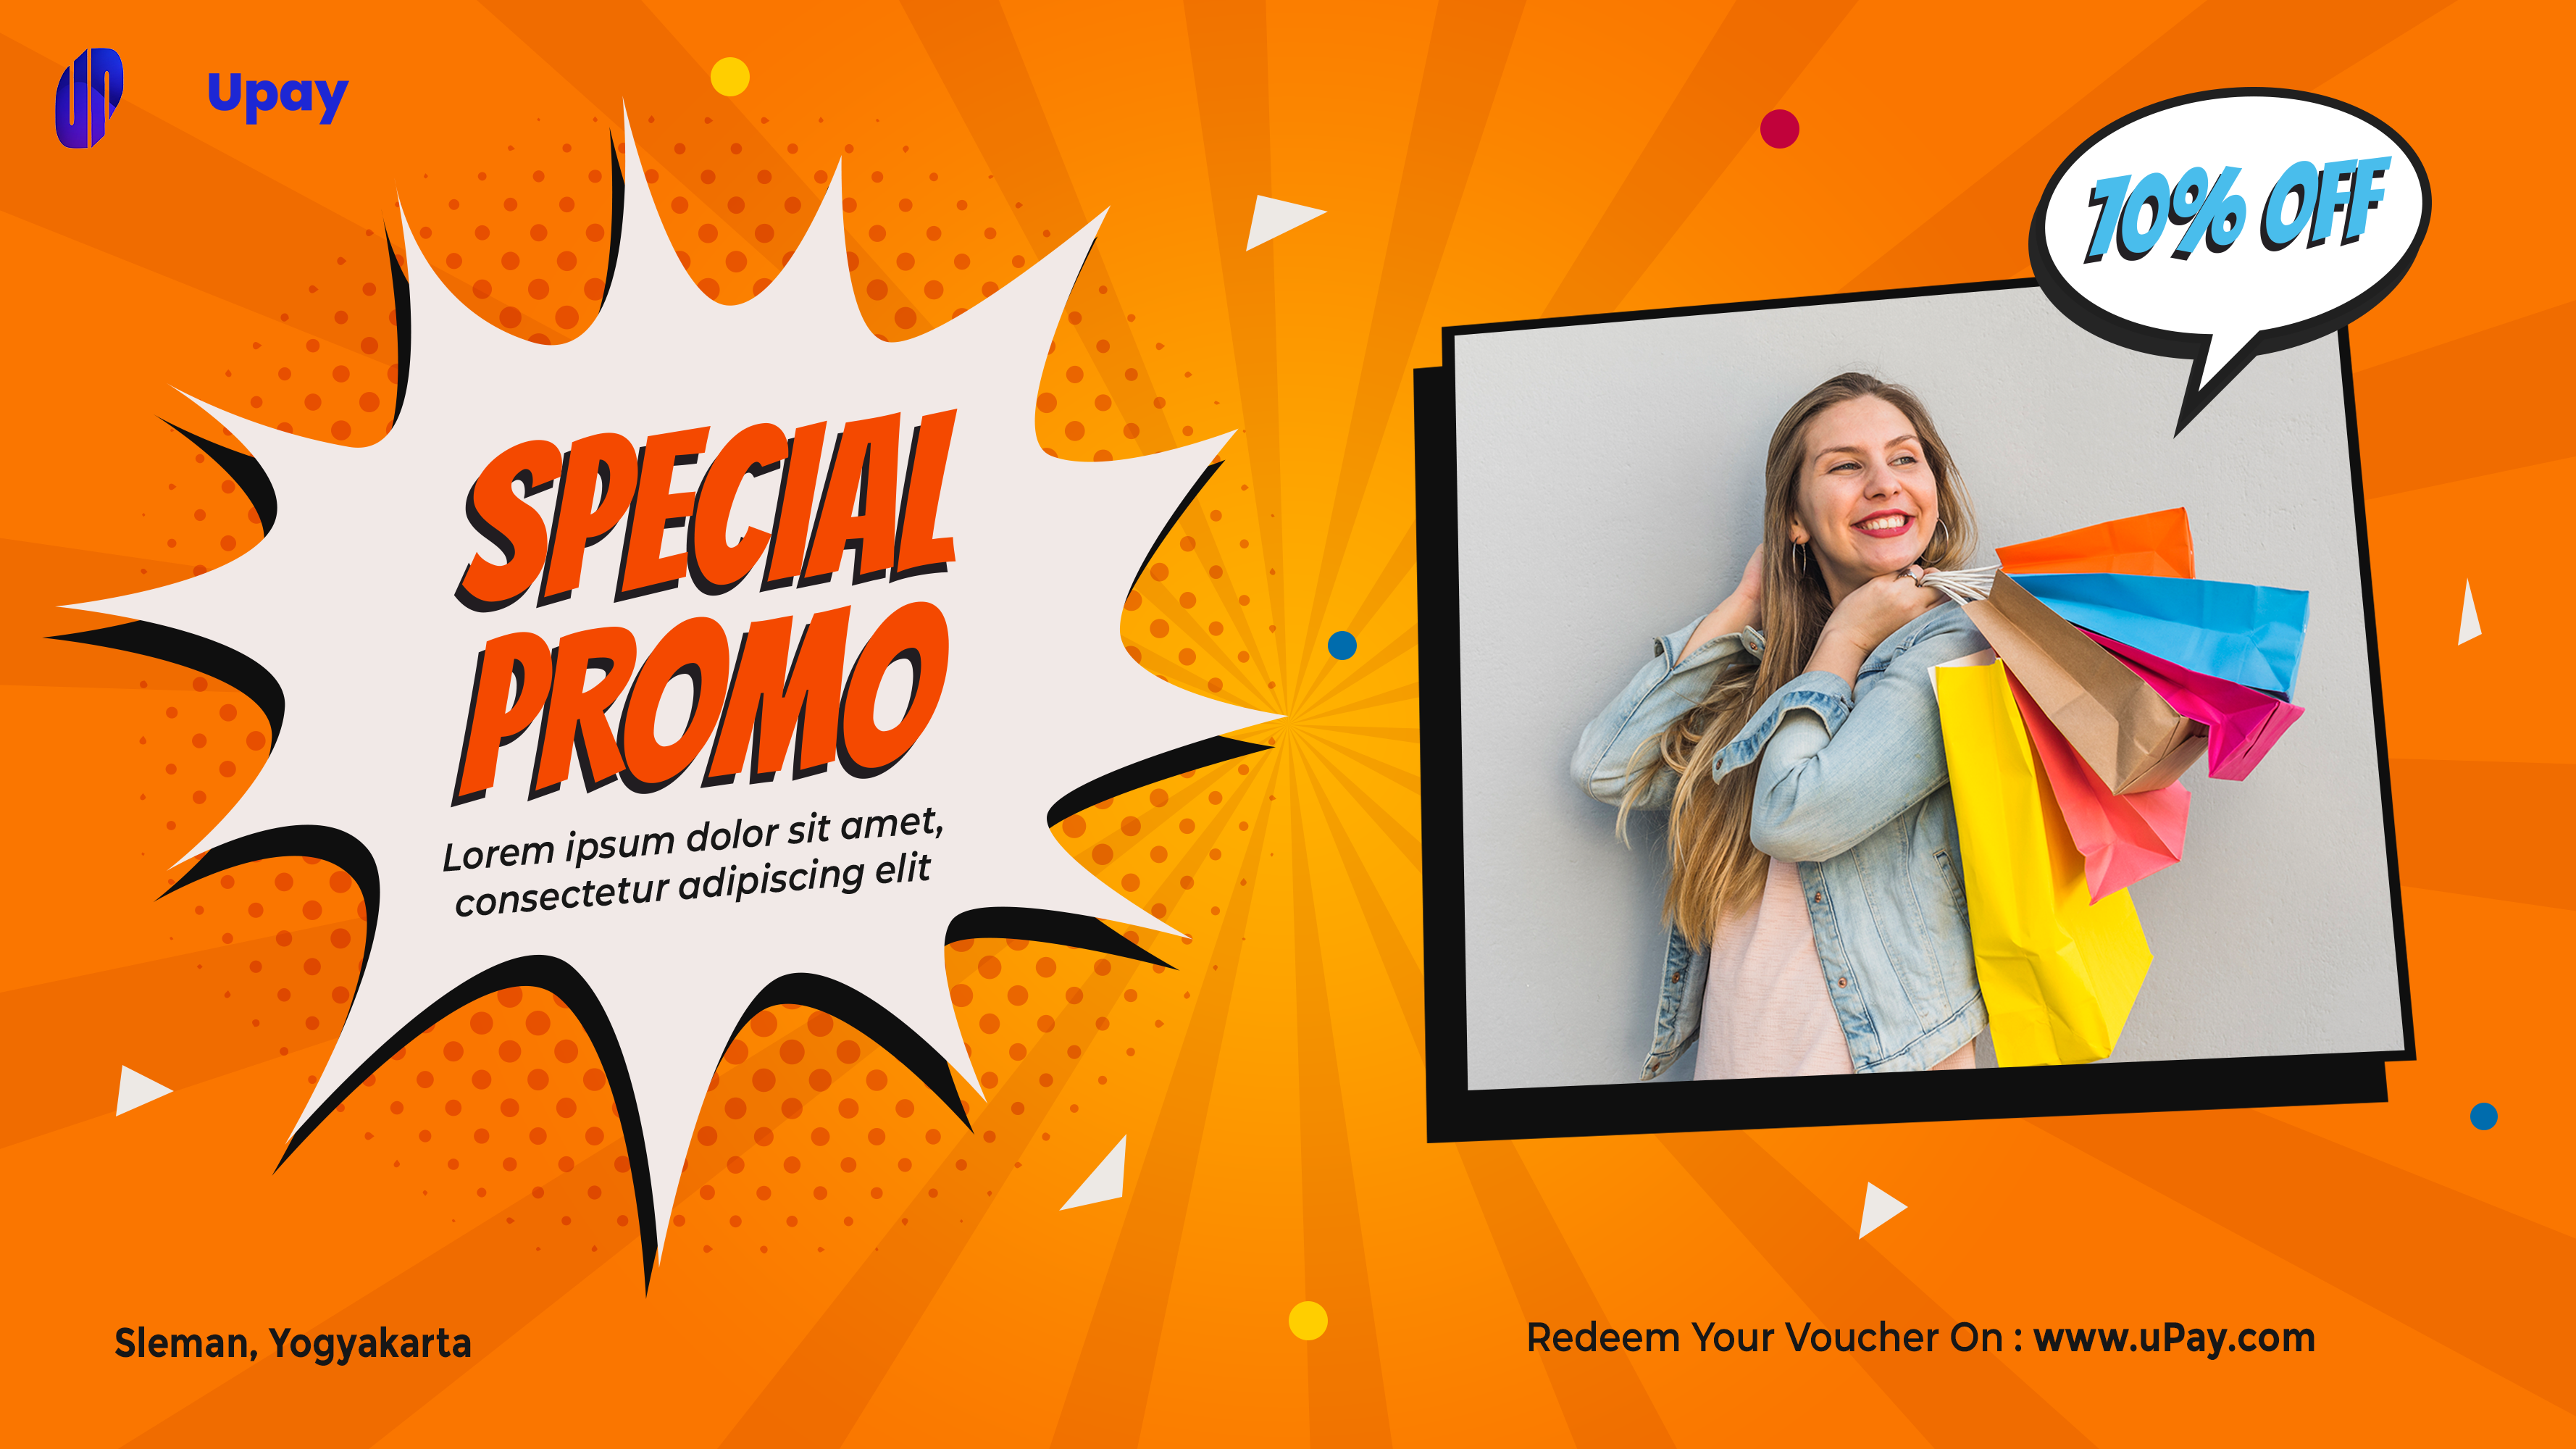 UP
Upay
70% OFF
SPECIAL
PROMO
Lorem ipsum dolor sit amet,
consectetur adipiscing elit
Sleman, Yogyakarta
Redeem Your Voucher On : www.uPay.com